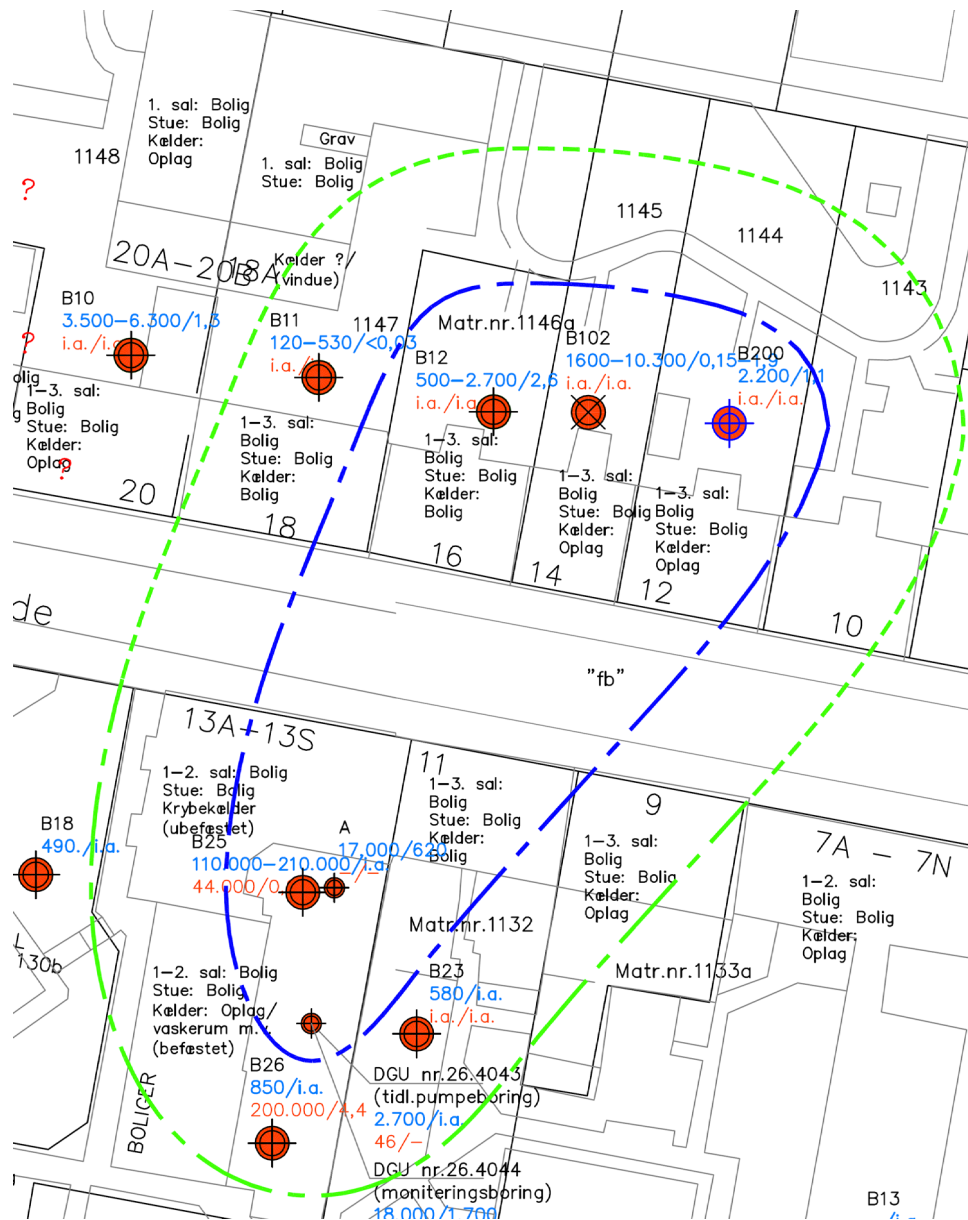 1. sal: Bolig
Stue: Bolig
Kælder:
Oplag
1148
Grav
1. sal: Bolig
Stue: Bolig
?
1145
1144
1143
20A-20B
18A
Kælder ?/
(vindue)
B10
3.500-6.300/1,3
i.a./i.a.
?
B11
120-530/<0,03
i.a./
1147
Matr.nr.1146a
B12
500-2.700/2,6
i.a./i.a.
B102
1600-10.300/0,15-1,9
i.a./i.a.
B200
2.200/1,1
i.a./i.a.
olig
g
1-3. sal:
Bolig
Stue: Bolig
Kælder:
Oplag
?
1-3. sal:
Bolig
Stue: Bolig
Kælder:
Bolig
1-3. sal:
Bolig
Stue: Bolig
Kælder:
Bolig
1-3. sal:
Bolig
Stue: Bolig
Kælder:
Oplag
1-3. sal:
Bolig
Stue: Bolig
Kælder:
Oplag
20
18
16
14
12
10
de
"fb"
13A-13S
11
9
7A - 7N
1-2. sal: Bolig
Stue: Bolig
Krybekælder
(ubefæstet)
1-3. sal:
Bolig
Stue: Bolig
Kælder:
Bolig
1-3. sal:
Bolig
Stue: Bolig
Kælder:
Oplag
1-2. sal:
Bolig
Stue: Bolig
Kælder:
Oplag
B18
490./i.a.
A
17.000/620
-/-
B25
110.000-210.000/i.a.
44.000/0,
Matr.nr.1132
Matr.nr.1133a
L
130b
1-2. sal: Bolig
Stue: Bolig
Kælder: Oplag/
vaskerum m.v.
(befæstet)
B23
580/i.a.
i.a./i.a.
B26
850/i.a.
200.000/4,4
BOLIGER
DGU nr.26.4043
(tidl.pumpeboring)
2.700/i.a.
46/-
DGU nr.26.4044
(moniteringsboring)
18.000/1.700
B13
/i.a.